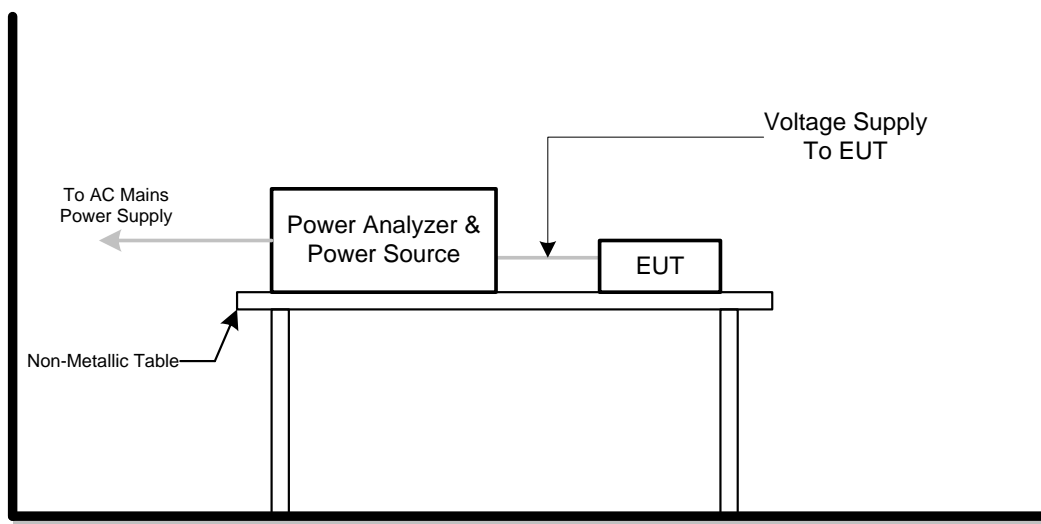 Voltage Supply
To EUT
To AC Mains
Power Supply
Power Analyzer &
Power Source
EUT
Non-Metallic Table